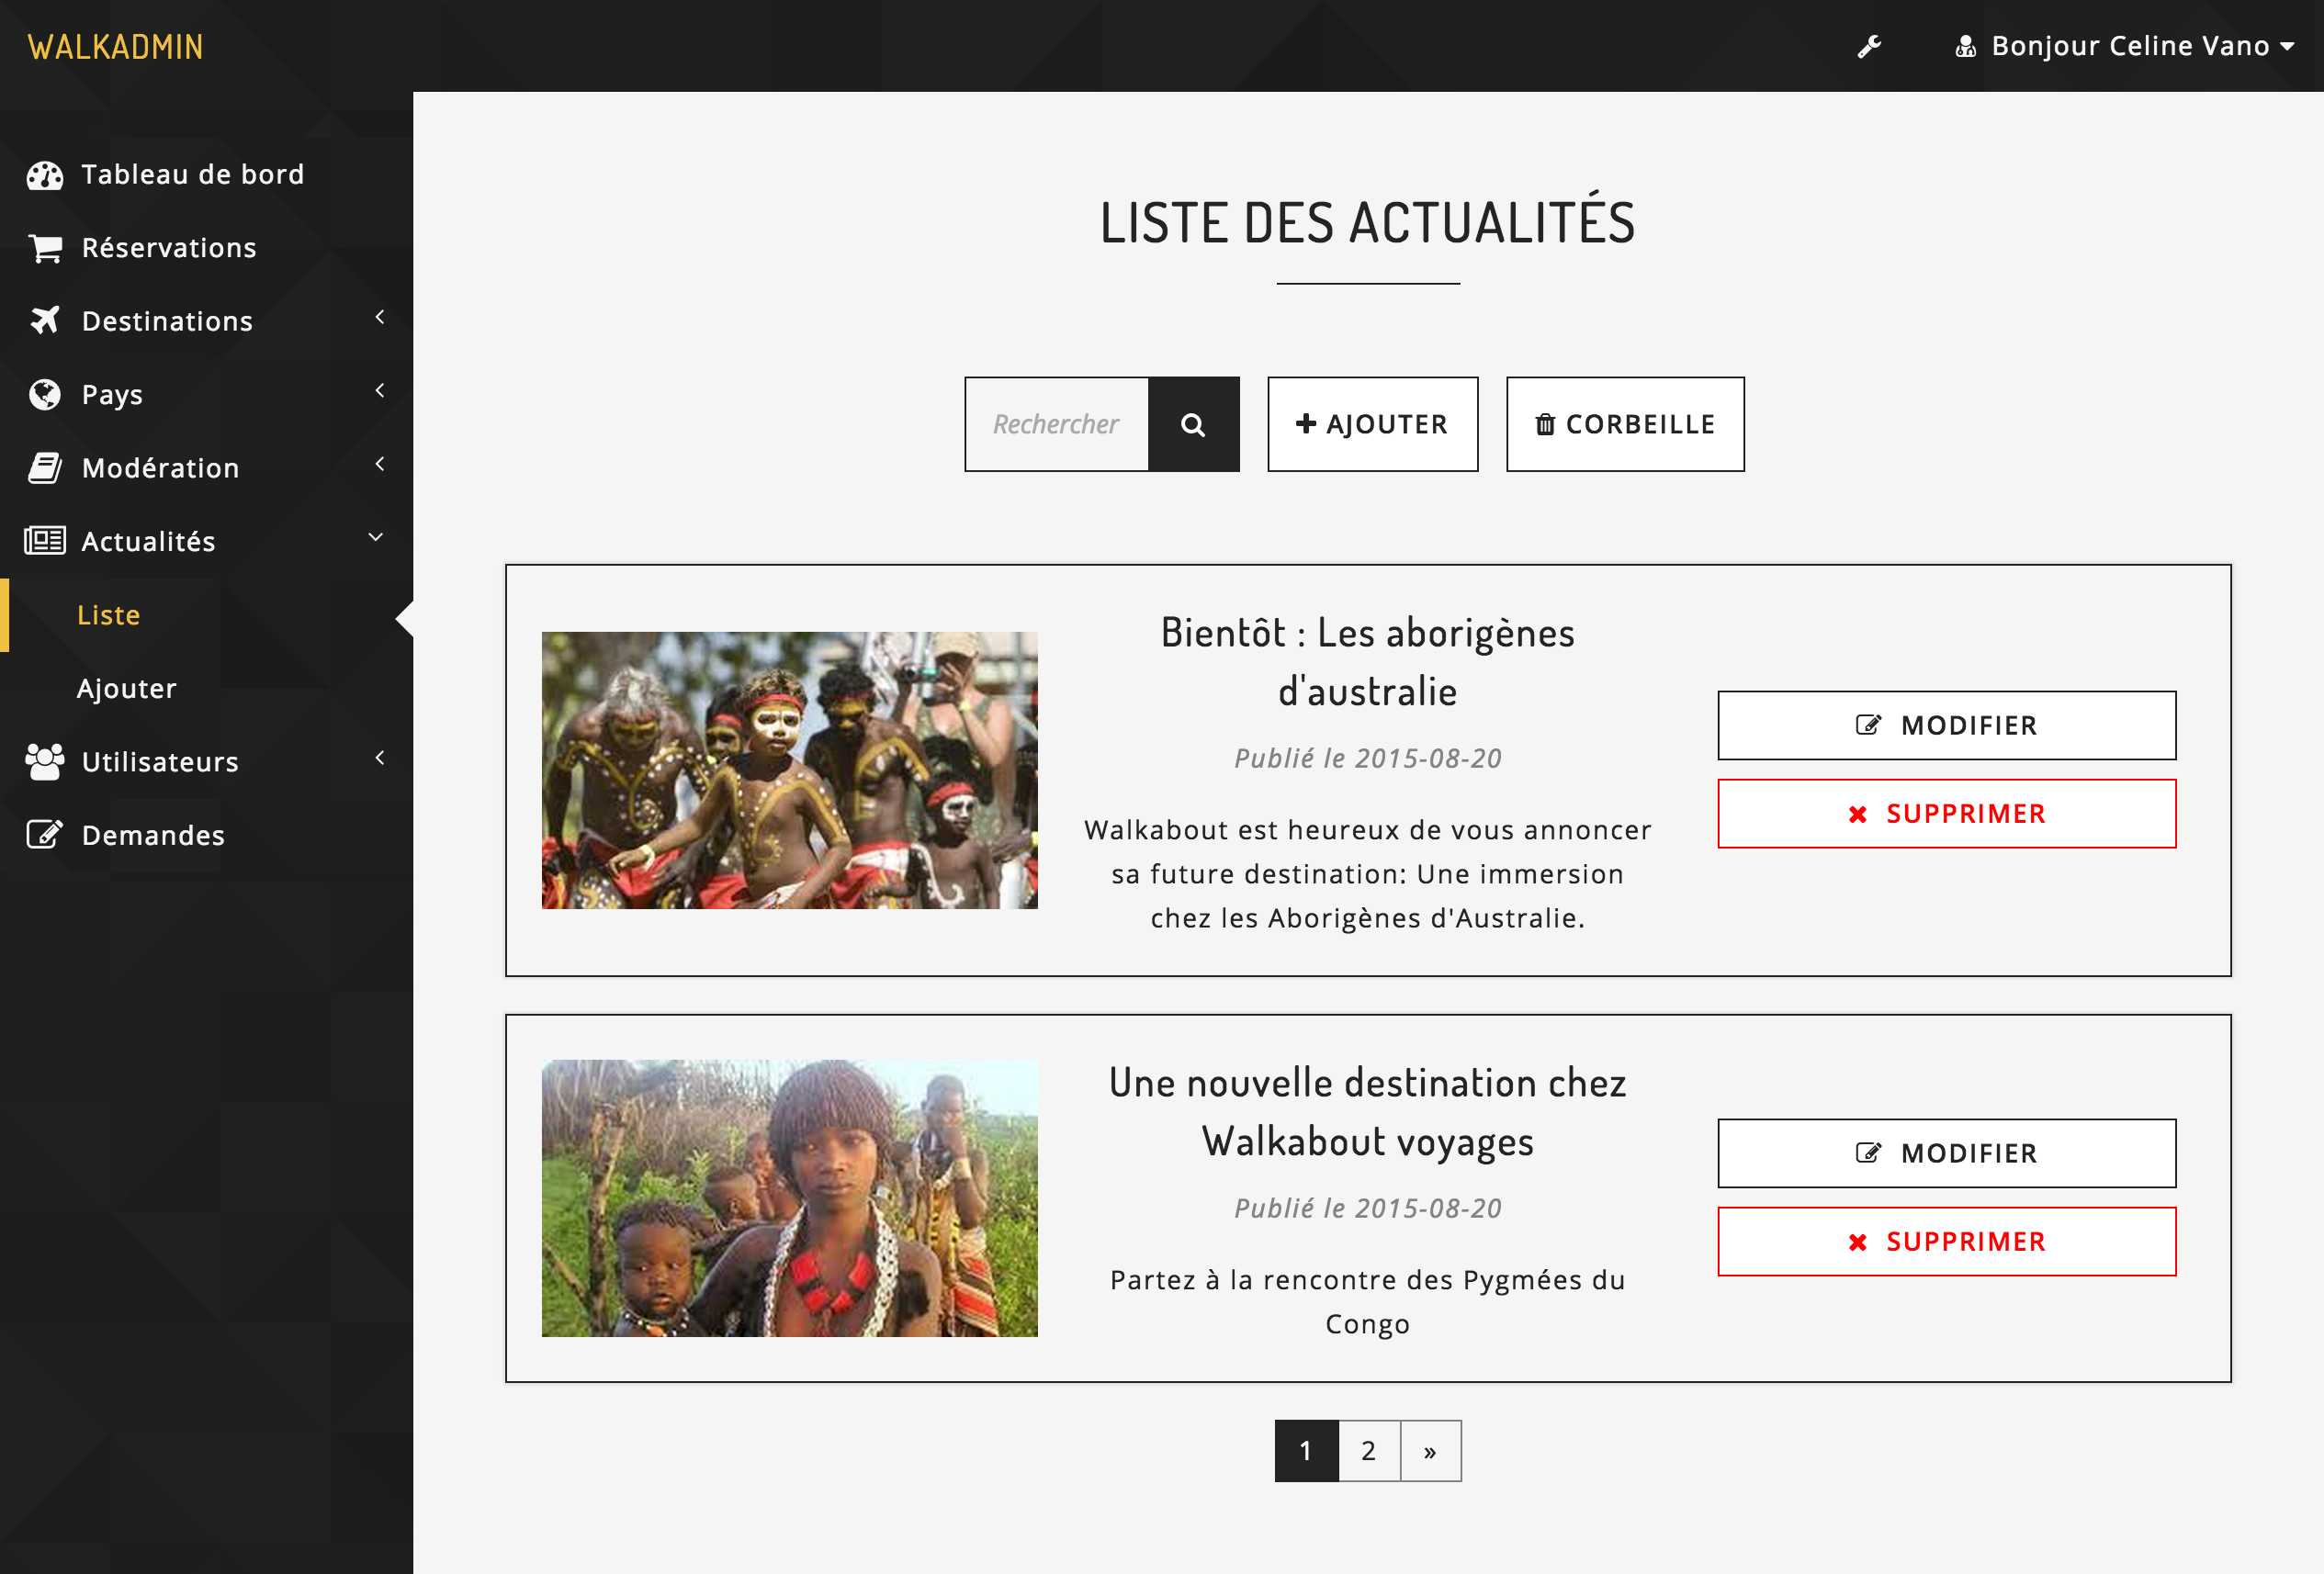 WALKADMIN
Bonjour Celine Vano
Tableau de bord
Réservations
Destinations
Pays
Modération
Actualités
Liste
Ajouter
Utilisateurs
Demandes
LISTE DES ACTUALITÉS
Rechercher
AJOUTER
CORBEILLE
Bientôt : Les aborigènes
d'australie
Publié le 2015-08-20
Walkabout est heureux de vous annoncer
sa future destination: Une immersion
chez les Aborigènes d'Australie.
MODIFIER
SUPPRIMER
Une nouvelle destination chez
Walkabout voyages
Publié le 2015-08-20
Partez à la rencontre des Pygmées du
Congo
MODIFIER
SUPPRIMER
1 2 »